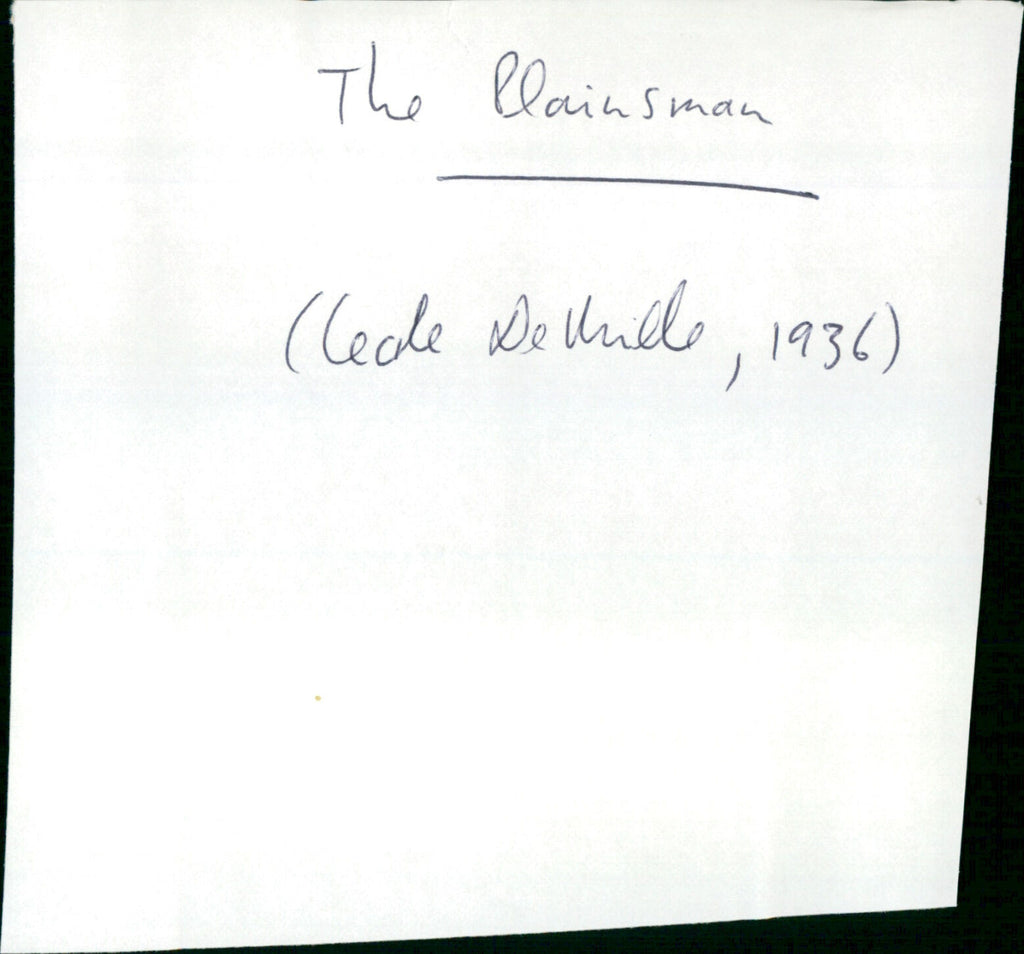 The Plainsman
(Cecile DeMille, 1936)